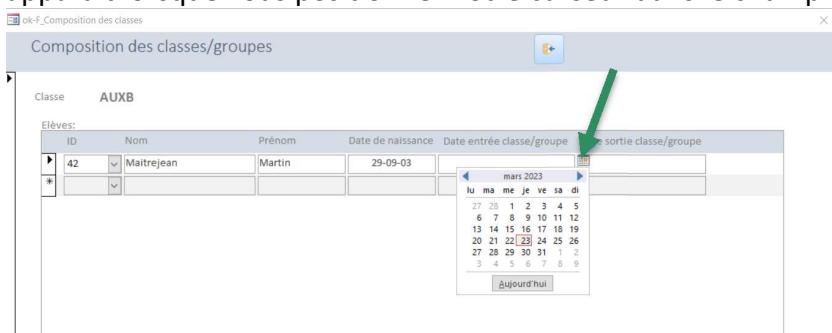 ok-F_Composition des classes
Composition des classes/groupes
Classe AUXB
Elèves:
ID Nom Prénom Date de naissance Date entrée classe/groupe sortie classe/groupe
42 Maitrejean Martin 29-09-03
mars 2023
lu ma me je ve sa di
27 28 1 2 3 4 5
6 7 8 9 10 11 12
13 14 15 16 17 18 19
20 21 22 23 24 25 26
27 28 29 30 31 1 2
3 4 5 6 7 8 9
Aujourd'hui